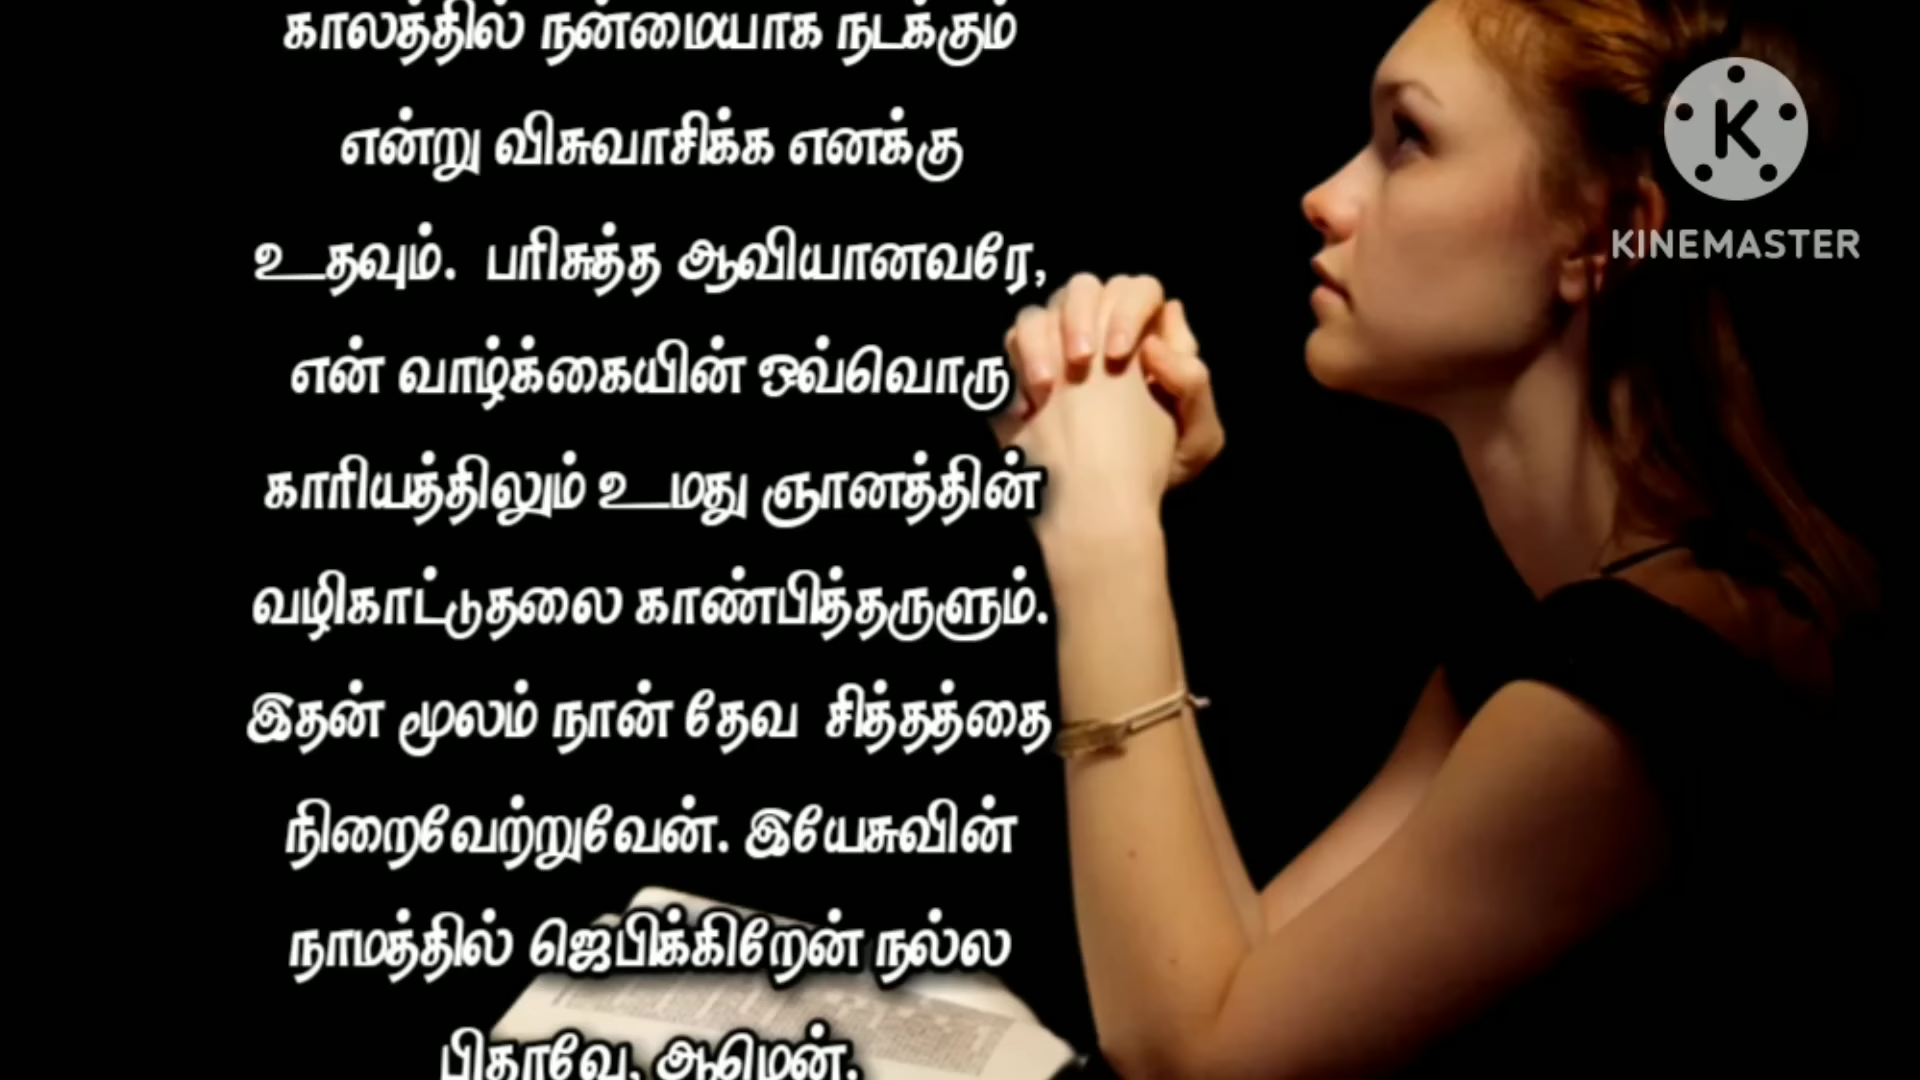 காலத்தில் நன்மையாக நடக்கும்
என்று விசுவாசிக்க எனக்கு
உதவும். பரிசுத்த ஆவியானவரே,
என் வாழ்க்கையின் ஒவ்வொரு
காரியத்திலும் உமது ஞானத்தின்
வழிகாட்டுதலை காண்பித்தருளும்.
இதன் மூலம் நான் தேவ சித்தத்தை
நிறைவேற்றுவேன். இயேசுவின்
நாமத்தில் ஜெபிக்கிறேன் நல்ல
பிதாவே, ஆமென்.
K
KINEMASTER